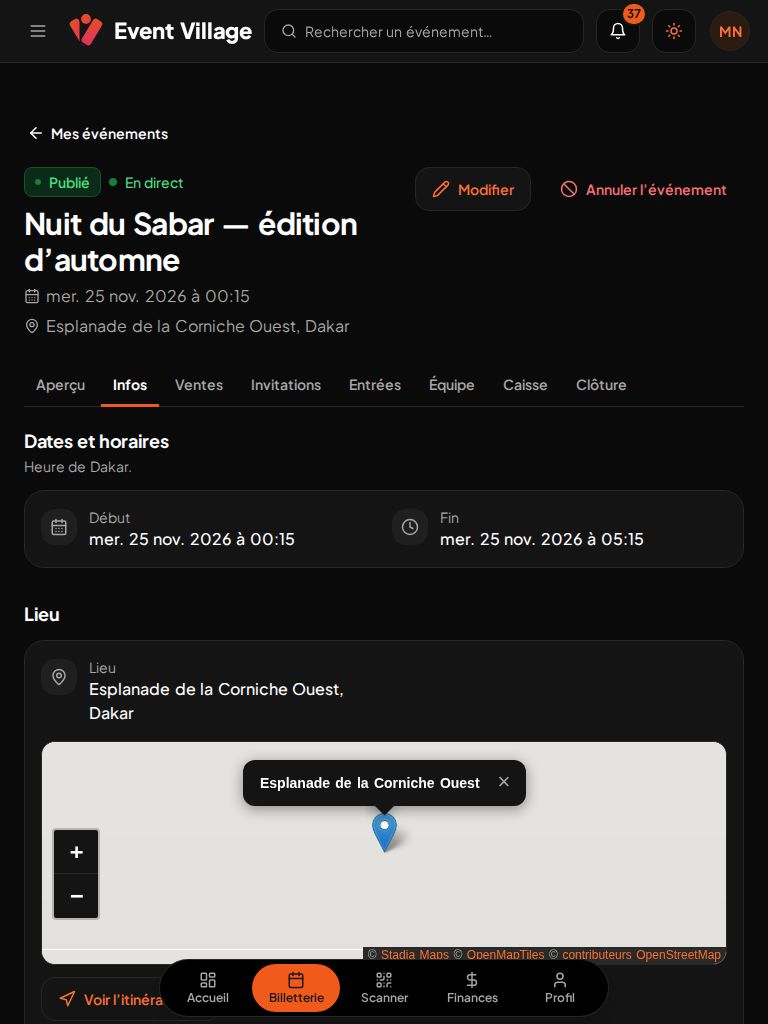 Event Village
Rechercher un événement…
37
MN
Mes événements
Publié
En direct
Modifier
Annuler l’événement
Nuit du Sabar — édition
d’automne
mer. 25 nov. 2026 à 00:15
Esplanade de la Corniche Ouest, Dakar
Aperçu
Infos
Ventes
Invitations
Entrées
Équipe
Caisse
Clôture
Dates et horaires
Heure de Dakar.
Début
mer. 25 nov. 2026 à 00:15
Fin
mer. 25 nov. 2026 à 05:15
Lieu
Lieu
Esplanade de la Corniche Ouest,
Dakar
Esplanade de la Corniche Ouest ×
+
−
© Stadia Maps © OpenMapTiles © contributeurs OpenStreetMap
Voir l’itinéra
Accueil
Billetterie
Scanner
Finances
Profil